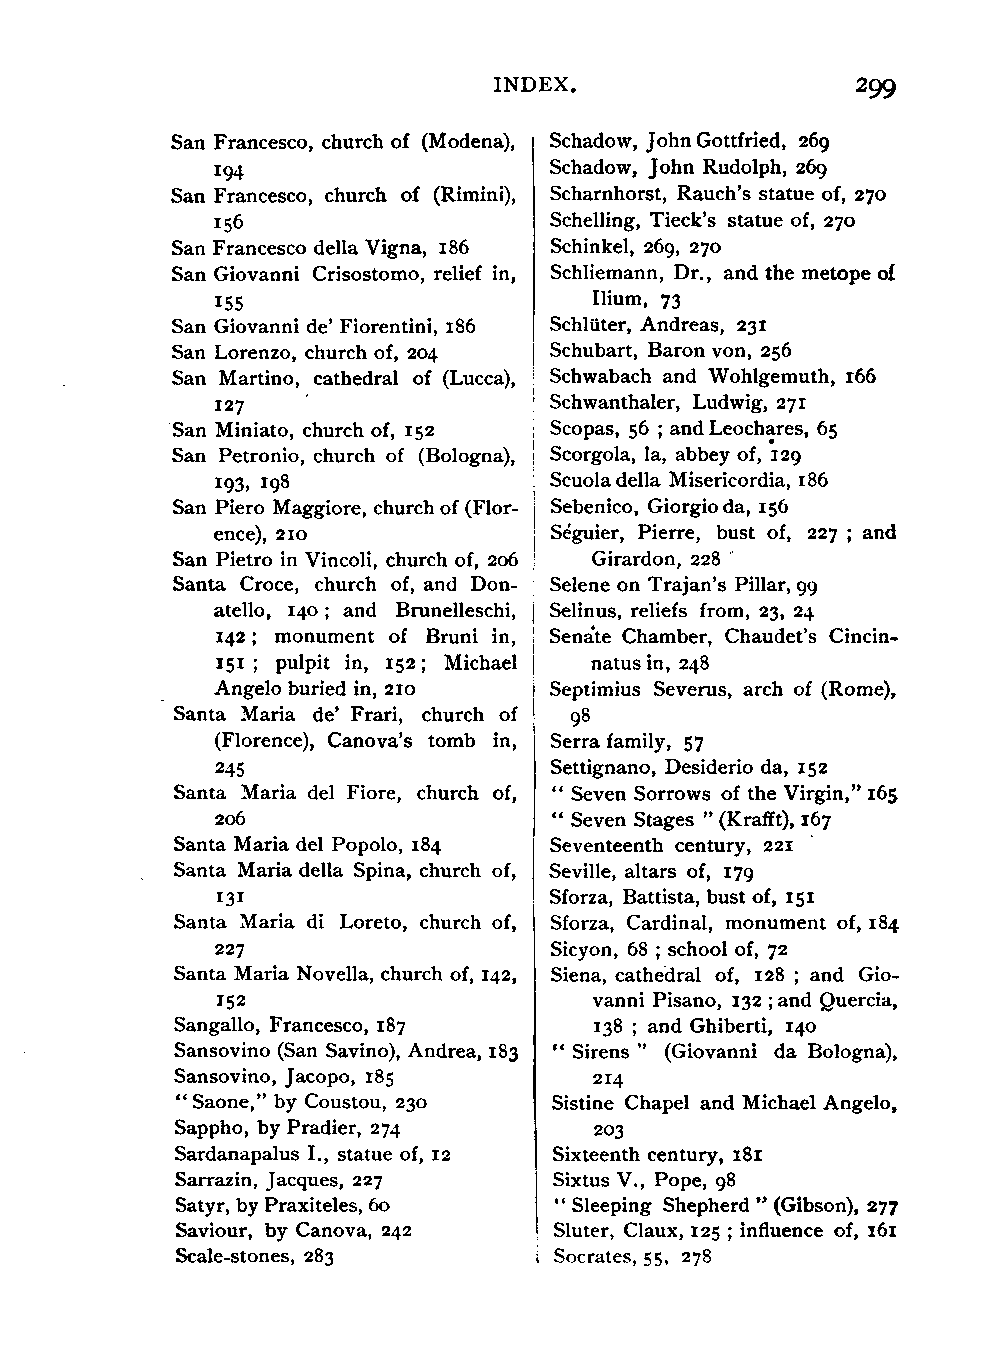 INDEX. 299
San Francesco, church of (Modena),
194
San Francesco, church of (Rimini),
156
San Francesco della Vigna, 186
San Giovanni Crisostomo, relief in,
155
San Giovanni de' Fiorentini, 186
San Lorenzo, church of, 204
San Martino, cathedral of (Lucca),
127
San Miniato, church of, 152
San Petronio, church of (Bologna),
193, 198
San Piero Maggiore, church of (Flor-
ence), 210
San Pietro in Vincoli, church of, 206
Santa Croce, church of, and Don-
atello, 140; and Brunelleschi,
142; monument of Bruni in,
151; pulpit in, 152; Michael
Angelo buried in, 210
Santa Maria de' Frari, church of
(Florence), Canova's tomb in,
245
Santa Maria del Fiore, church of,
206
Santa Maria del Popolo, 184
Santa Maria della Spina, church of,
131
Santa Maria di Loreto, church of,
227
Santa Maria Novella, church of, 142,
152
Sangallo, Francesco, 187
Sansovino (San Savino), Andrea, 183
Sansovino, Jacopo, 185
"Saone," by Coustou, 230
Sappho, by Pradier, 274
Sardanapalus I., statue of, 12
Sarrazin, Jacques, 227
Satyr, by Praxiteles, 60
Saviour, by Canova, 242
Scale-stones, 283
Schadow, John Gottfried, 269
Schadow, John Rudolph, 269
Scharnhorst, Rauch's statue of, 270
Schelling, Tieck's statue of, 270
Schinkel, 269, 270
Schliemann, Dr., and the metope of
Ilium, 73
Schlüter, Andreas, 231
Schubart, Baron von, 256
Schwabach and Wohlgemuth, 166
Schwanthaler, Ludwig, 271
Scopas, 56; and Leochares, 65
Scorgola, la, abbey of, 129
Scuola della Misericordia, 186
Sebenico, Giorgio da, 156
Séguier, Pierre, bust of, 227; and
Girardon, 228
Selene on Trajan's Pillar, 99
Selinus, reliefs from, 23, 24
Senate Chamber, Chaudet's Cincin-
natus in, 248
Septimius Severus, arch of (Rome),
98
Serra family, 57
Settignano, Desiderio da, 152
"Seven Sorrows of the Virgin," 165
"Seven Stages" (Krafft), 167
Seventeenth century, 221
Seville, altars of, 179
Sforza, Battista, bust of, 151
Sforza, Cardinal, monument of, 184
Sicyon, 68; school of, 72
Siena, cathedral of, 128; and Gio-
vanni Pisano, 132; and Quercia,
138; and Ghiberti, 140
"Sirens" (Giovanni da Bologna),
214
Sistine Chapel and Michael Angelo,
203
Sixteenth century, 181
Sixtus V., Pope, 98
"Sleeping Shepherd" (Gibson), 277
Sluter, Claux, 125; influence of, 161
Socrates, 55, 278